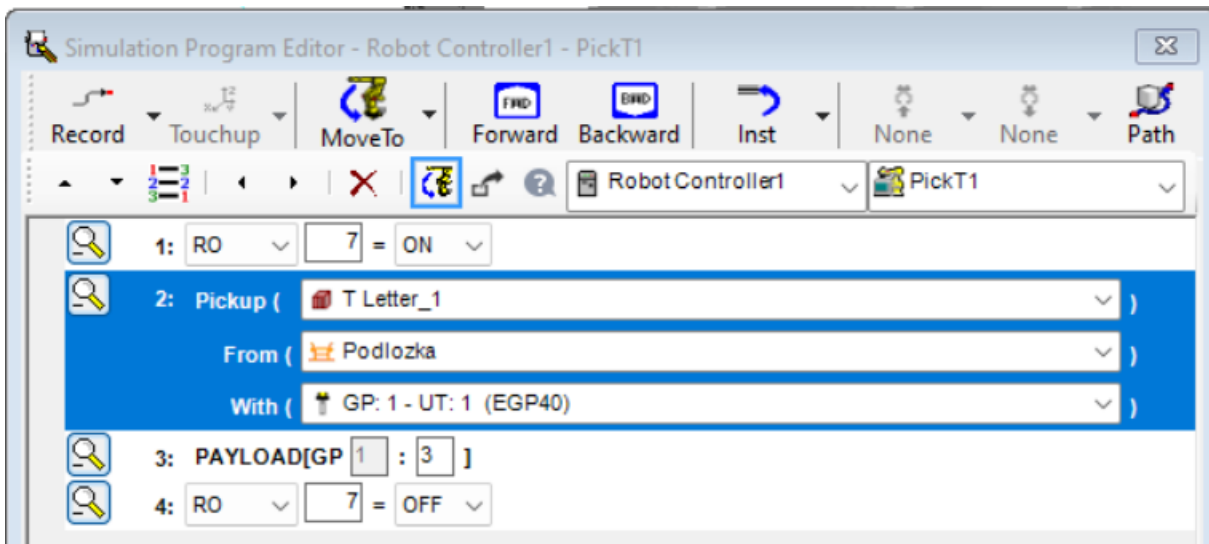 Simulation Program Editor - Robot Controller1 - PickT1
Record Touchup MoveTo FWD Forward BWD Backward Inst None None Path
Robot Controller1 PickT1
1: RO 7 = ON
2: Pickup ( T Letter_1 )
From ( Podlozka )
With ( GP: 1 - UT: 1 (EGP40) )
3: PAYLOAD[GP 1 : 3 ]
4: RO 7 = OFF